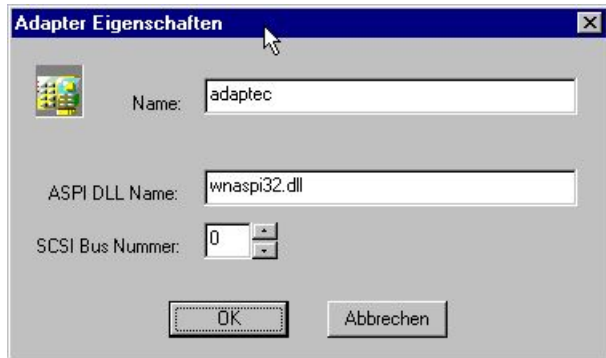 Adapter Eigenschaften
Name: adaptec
ASPI DLL Name: wnaspi32.dll
SCSI Bus Nummer: 0
OK Abbrechen